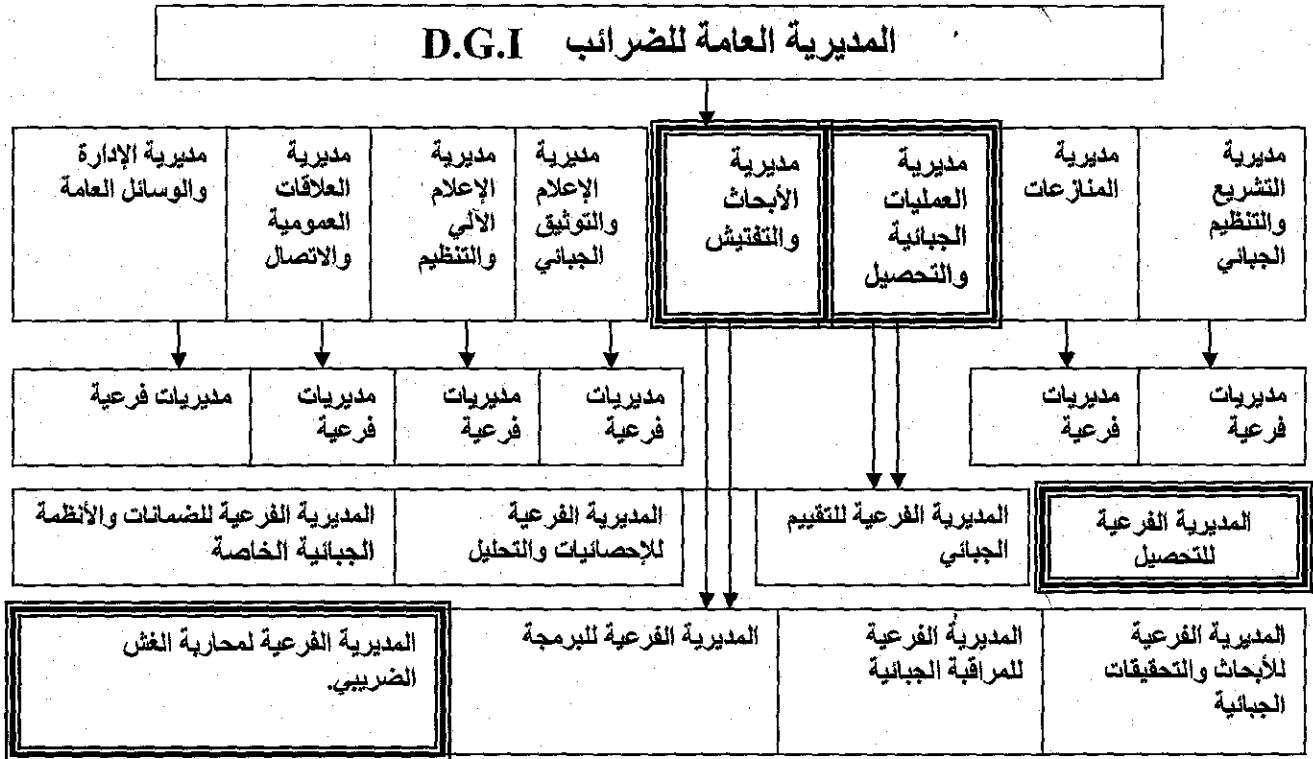 المديرية العامة للضرائب D.G.I
مديرية
التشريع
والتنظيم
الجبائي
مديرية
المنازعات
مديرية
العمليات
الجبائية
والتحصيل
مديرية
الأبحاث
والتفتيش
مديرية
الإعلام
والتوثيق
الجبائي
مديرية
الإعلام
الآلي
والتنظيم
مديرية
العلاقات
العمومية
والاتصال
مديرية الإدارة
والوسائل العامة
مديريات
فرعية
مديريات
فرعية
مديريات
فرعية
مديريات
فرعية
مديريات
فرعية
مديريات فرعية
المديرية الفرعية
للتحصيل
المديرية الفرعية للتقييم
الجبائي
المديرية الفرعية
للإحصائيات والتحليل
المديرية الفرعية للضمانات والأنظمة
الجبائية الخاصة
المديرية الفرعية
للأبحاث والتحقيقات
الجبائية
المديرية الفرعية
للمراقبة الجبائية
المديرية الفرعية للبرمجة
المديرية الفرعية لمحاربة الغش
الضريبي.